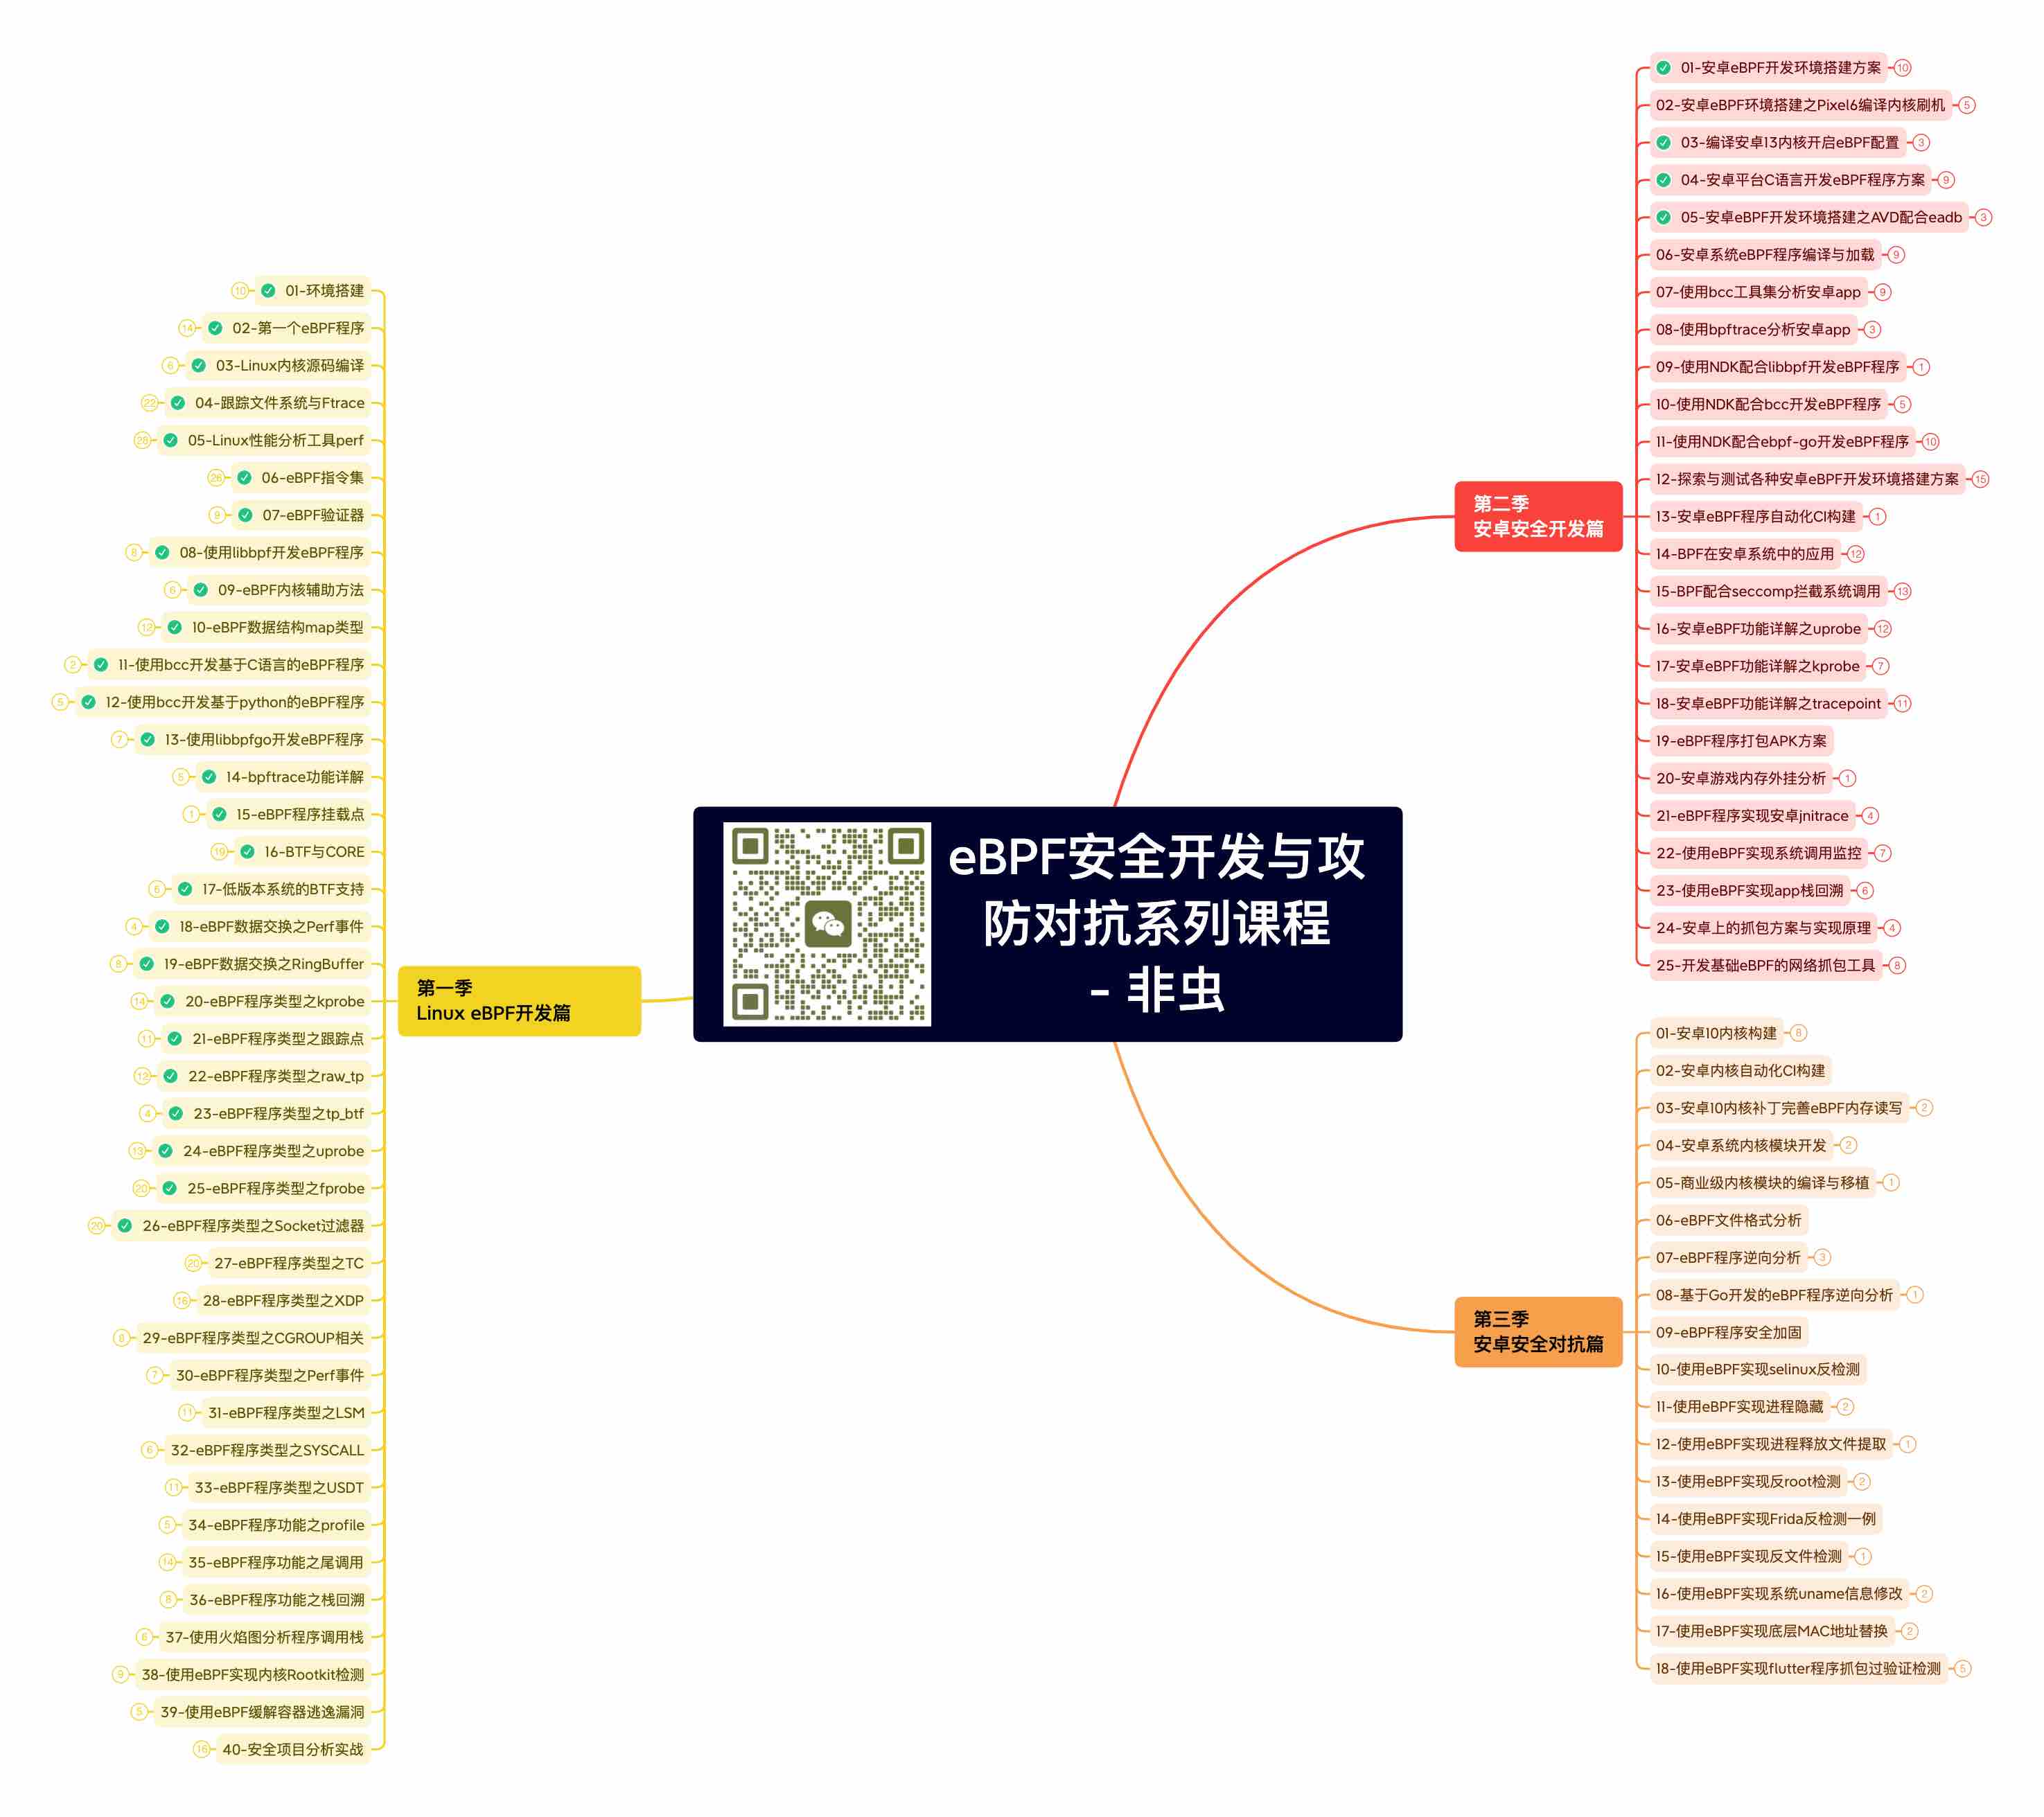 eBPF安全开发与攻
防对抗系列课程
- 非虫
第一季
Linux eBPF开发篇
01-环境搭建
10
02-第一个eBPF程序
14
03-Linux内核源码编译
6
04-跟踪文件系统与Ftrace
22
05-Linux性能分析工具perf
28
06-eBPF指令集
26
07-eBPF验证器
9
08-使用libbpf开发eBPF程序
8
09-eBPF内核辅助方法
6
10-eBPF数据结构map类型
12
11-使用bcc开发基于C语言的eBPF程序
2
12-使用bcc开发基于python的eBPF程序
5
13-使用libbpfgo开发eBPF程序
7
14-bpftrace功能详解
5
15-eBPF程序挂载点
1
16-BTF与CORE
19
17-低版本系统的BTF支持
6
18-eBPF数据交换之Perf事件
4
19-eBPF数据交换之RingBuffer
8
20-eBPF程序类型之kprobe
14
21-eBPF程序类型之跟踪点
11
22-eBPF程序类型之raw_tp
12
23-eBPF程序类型之tp_btf
4
24-eBPF程序类型之uprobe
13
25-eBPF程序类型之fprobe
20
26-eBPF程序类型之Socket过滤器
20
27-eBPF程序类型之TC
20
28-eBPF程序类型之XDP
16
29-eBPF程序类型之CGROUP相关
8
30-eBPF程序类型之Perf事件
7
31-eBPF程序类型之LSM
11
32-eBPF程序类型之SYSCALL
6
33-eBPF程序类型之USDT
11
34-eBPF程序功能之profile
5
35-eBPF程序功能之尾调用
14
36-eBPF程序功能之栈回溯
8
37-使用火焰图分析程序调用栈
6
38-使用eBPF实现内核Rootkit检测
9
39-使用eBPF缓解容器逃逸漏洞
5
40-安全项目分析实战
16
第二季
安卓安全开发篇
01-安卓eBPF开发环境搭建方案
10
02-安卓eBPF环境搭建之Pixel6编译内核刷机
5
03-编译安卓13内核开启eBPF配置
3
04-安卓平台C语言开发eBPF程序方案
9
05-安卓eBPF开发环境搭建之AVD配合eadb
3
06-安卓系统eBPF程序编译与加载
9
07-使用bcc工具集分析安卓app
9
08-使用bpftrace分析安卓app
3
09-使用NDK配合libbpf开发eBPF程序
1
10-使用NDK配合bcc开发eBPF程序
5
11-使用NDK配合ebpf-go开发eBPF程序
10
12-探索与测试各种安卓eBPF开发环境搭建方案
15
13-安卓eBPF程序自动化CI构建
1
14-BPF在安卓系统中的应用
12
15-BPF配合seccomp拦截系统调用
13
16-安卓eBPF功能详解之uprobe
12
17-安卓eBPF功能详解之kprobe
7
18-安卓eBPF功能详解之tracepoint
11
19-eBPF程序打包APK方案
20-安卓游戏内存外挂分析
1
21-eBPF程序实现安卓jnitrace
4
22-使用eBPF实现系统调用监控
7
23-使用eBPF实现app栈回溯
6
24-安卓上的抓包方案与实现原理
4
25-开发基础eBPF的网络抓包工具
8
第三季
安卓安全对抗篇
01-安卓10内核构建
8
02-安卓内核自动化CI构建
03-安卓10内核补丁完善eBPF内存读写
2
04-安卓系统内核模块开发
2
05-商业级内核模块的编译与移植
1
06-eBPF文件格式分析
07-eBPF程序逆向分析
3
08-基于Go开发的eBPF程序逆向分析
1
09-eBPF程序安全加固
10-使用eBPF实现selinux反检测
11-使用eBPF实现进程隐藏
2
12-使用eBPF实现进程释放文件提取
1
13-使用eBPF实现反root检测
2
14-使用eBPF实现Frida反检测一例
15-使用eBPF实现反文件检测
1
16-使用eBPF实现系统uname信息修改
2
17-使用eBPF实现底层MAC地址替换
2
18-使用eBPF实现flutter程序抓包过验证检测
5